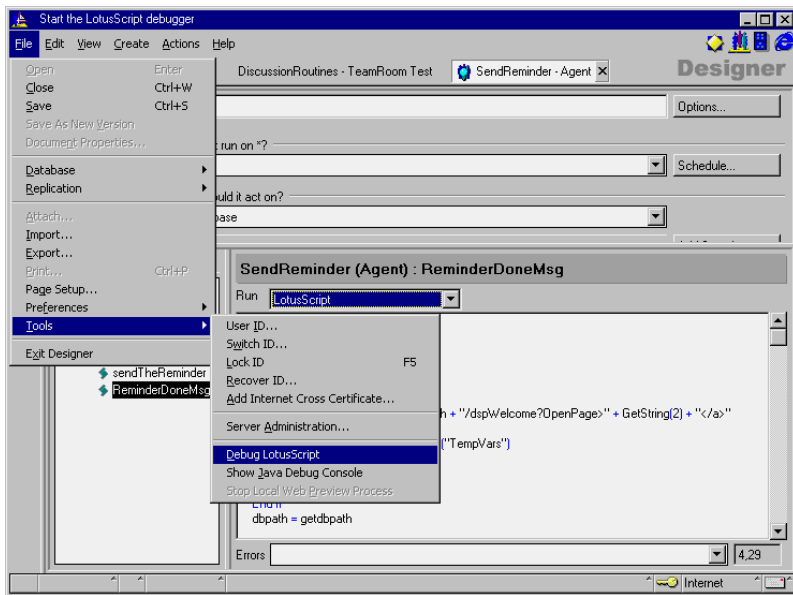 Start the LotusScript debugger
File Edit View Create Actions Help
Designer
DiscussionRoutines - TeamRoom Test
SendReminder - Agent
Open Enter
Close Ctrl+W
Save Ctrl+S
Save As New Version
Document Properties...
Database
Replication
Attach...
Import...
Export...
Print... Ctrl+P
Page Setup...
Preferences
Tools
Exit Designer
Options...
run on *?
Schedule...
uld it act on?
ase
SendReminder (Agent) : ReminderDoneMsg
Run LotusScript
User ID...
Switch ID...
Lock ID F5
Recover ID...
Add Internet Cross Certificate...
Server Administration...
Debug LotusScript
Show Java Debug Console
Stop Local Web Preview Process
sendTheReminder
ReminderDoneMsg
h + "/dspWelcome?OpenPage>" + GetString(2) + "</a>"
("TempVars")
End If
dbpath = getdbpath
Errors
4,29
Internet